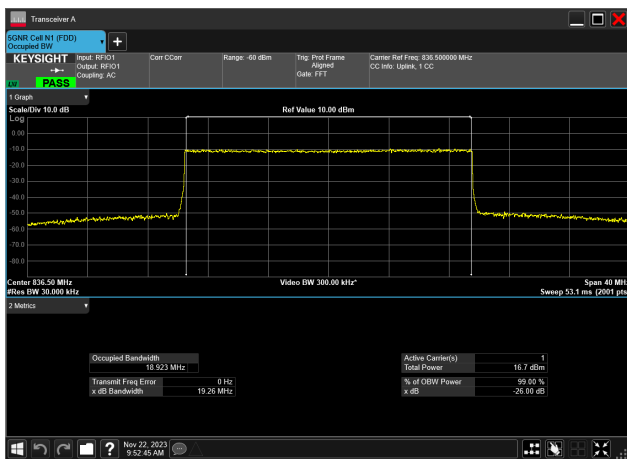 Transceiver A
5GNR Cell N1 (FDD)
Occupied BW
KEYSIGHT
Input: RFIO1
Output: RFIO1
Coupling: AC
Corr CCorr
Range: -60 dBm
Trig: Prot Frame
Aligned
Gate: FFT
Carrier Ref Freq: 836.500000 MHz
CC Info: Uplink, 1 CC
PASS
1 Graph
Scale/Div 10.0 dB
Ref Value 10.00 dBm
Log
0.00
-10.0
-20.0
-30.0
-40.0
-50.0
-60.0
-70.0
-80.0
Center 836.50 MHz
Video BW 300.00 kHz*
Span 40 MHz
#Res BW 30.000 kHz
Sweep 53.1 ms (2001 pts
2 Metrics
Occupied Bandwidth
18.923 MHz
Active Carrier(s) 1
Total Power 16.7 dBm
Transmit Freq Error 0 Hz
x dB Bandwidth 19.26 MHz
% of OBW Power 99.00 %
x dB -26.00 dB
Nov 22, 2023
9:52:45 AM